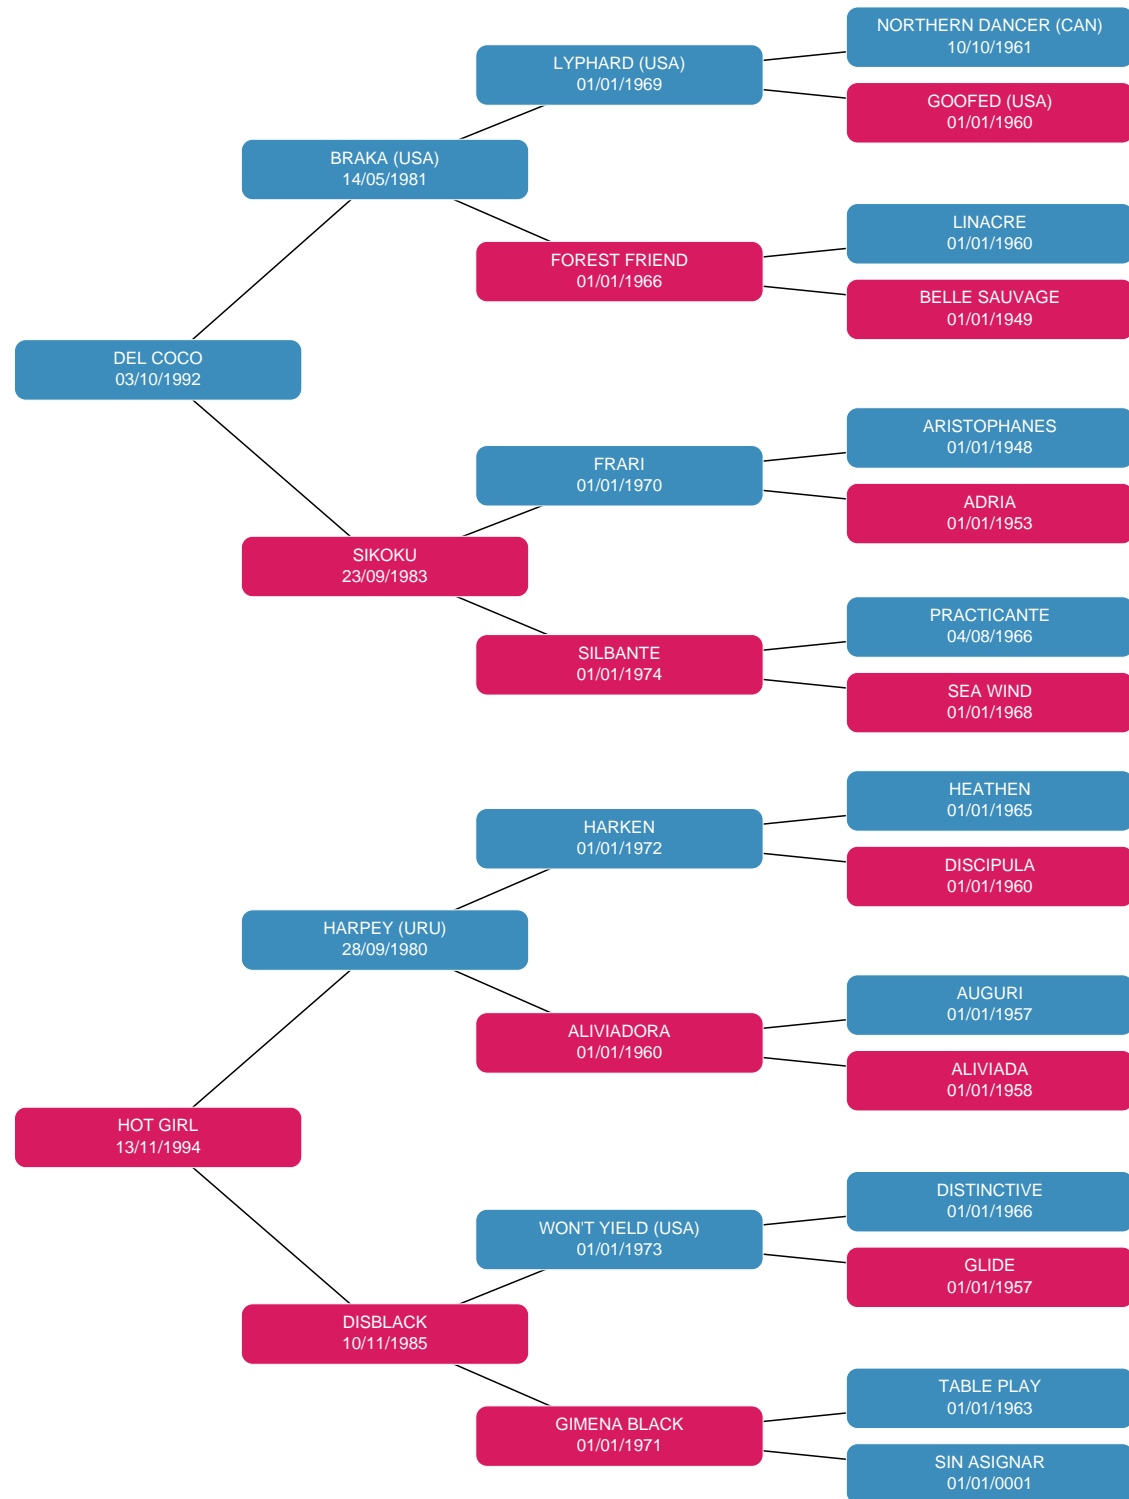 NORTHERN DANCER (CAN)
10/10/1961
LYPHARD (USA)
01/01/1969
GOOFED (USA)
01/01/1960
BRAKA (USA)
14/05/1981
LINACRE
01/01/1960
FOREST FRIEND
01/01/1966
BELLE SAUVAGE
01/01/1949
DEL COCO
03/10/1992
ARISTOPHANES
01/01/1948
FRARI
01/01/1970
ADRIA
01/01/1953
SIKOKU
23/09/1983
PRACTICANTE
04/08/1966
SILBANTE
01/01/1974
SEA WIND
01/01/1968
HEATHEN
01/01/1965
HARKEN
01/01/1972
DISCIPULA
01/01/1960
HARPEY (URU)
28/09/1980
AUGURI
01/01/1957
ALIVIADORA
01/01/1960
ALIVIADA
01/01/1958
HOT GIRL
13/11/1994
DISTINCTIVE
01/01/1966
WON'T YIELD (USA)
01/01/1973
GLIDE
01/01/1957
DISBLACK
10/11/1985
TABLE PLAY
01/01/1963
GIMENA BLACK
01/01/1971
SIN ASIGNAR
01/01/0001